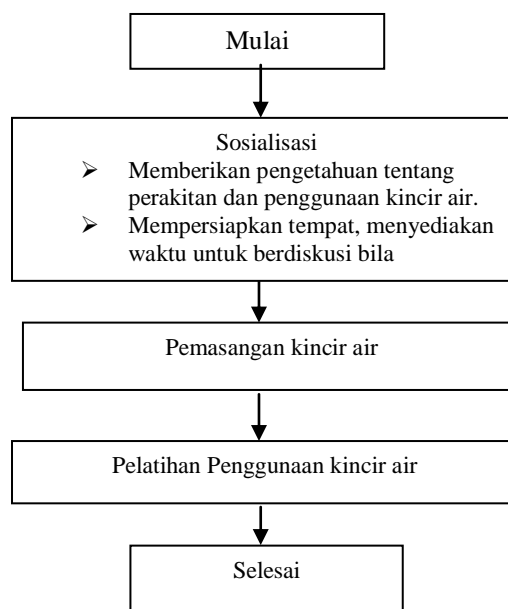 Mulai
Sosialisasi
➢ Memberikan pengetahuan tentang
perakitan dan penggunaan kincir air.
➢ Mempersiapkan tempat, menyediakan
waktu untuk berdiskusi bila
Pemasangan kincir air
Pelatihan Penggunaan kincir air
Selesai